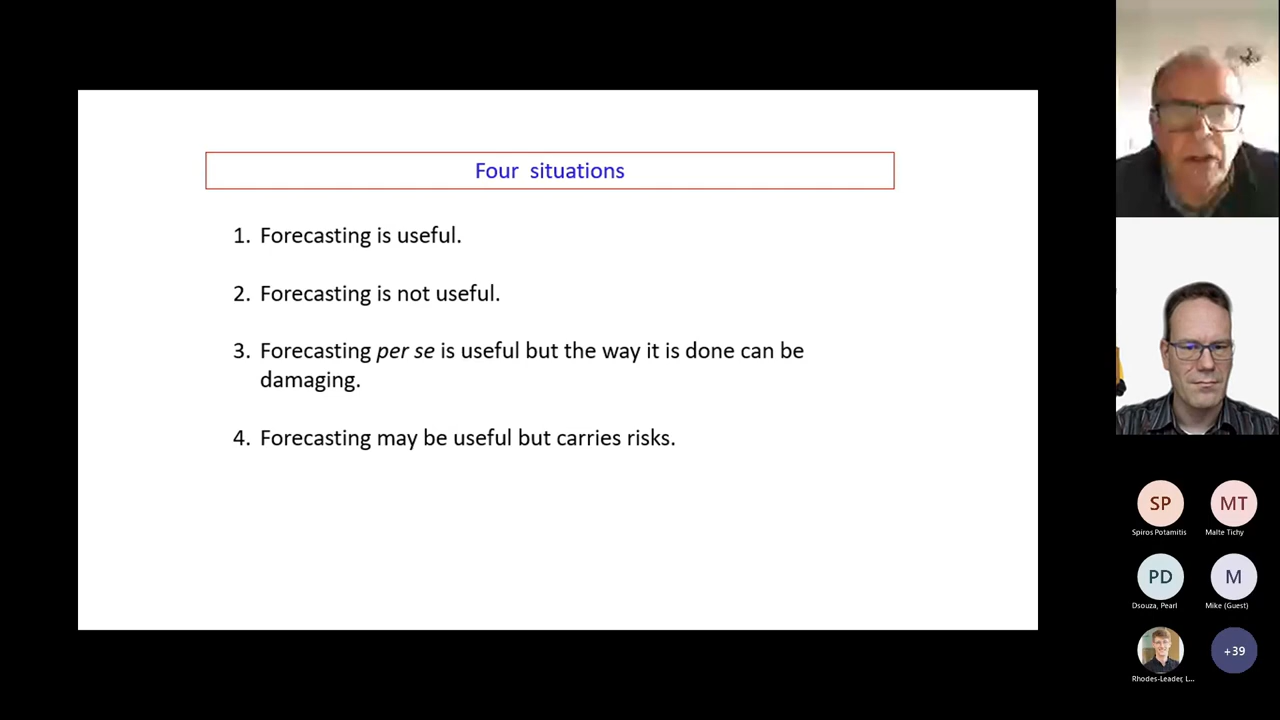 Four situations
1. Forecasting is useful.
2. Forecasting is not useful.
3. Forecasting per se is useful but the way it is done can be
damaging.
4. Forecasting may be useful but carries risks.
SP
MT
Spiros Potamitis
Malte Tichy
PD
M
Dsouza, Pearl
Mike (Guest)
+39
Rhodes-Leader, L...